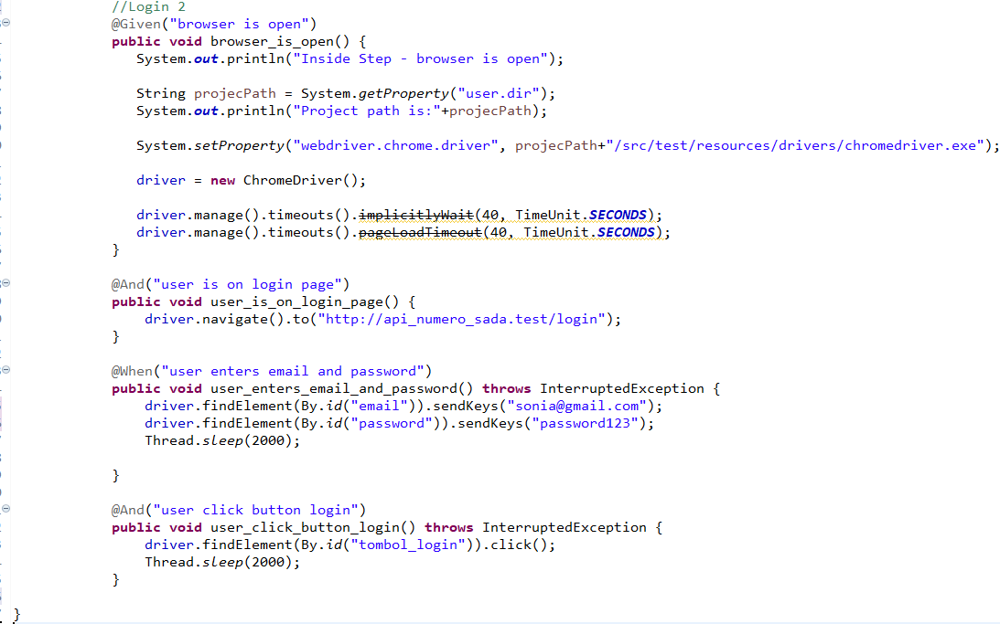 //Login 2
@Given("browser is open")
public void browser_is_open() {
System.out.println("Inside Step - browser is open");
String projecPath = System.getProperty("user.dir");
System.out.println("Project path is:"+projecPath);
System.setProperty("webdriver.chrome.driver", projecPath+"/src/test/resources/drivers/chromedriver.exe");
driver = new ChromeDriver();
driver.manage().timeouts().implicitlyWait(40, TimeUnit.SECONDS);
driver.manage().timeouts().pageLoadTimeout(40, TimeUnit.SECONDS);
}
@And("user is on login page")
public void user_is_on_login_page() {
driver.navigate().to("http://api_numero_sada.test/login");
}
@When("user enters email and password")
public void user_enters_email_and_password() throws InterruptedException {
driver.findElement(By.id("email")).sendKeys("sonia@gmail.com");
driver.findElement(By.id("password")).sendKeys("password123");
Thread.sleep(2000);
}
@And("user click button login")
public void user_click_button_login() throws InterruptedException {
driver.findElement(By.id("tombol_login")).click();
Thread.sleep(2000);
}
}